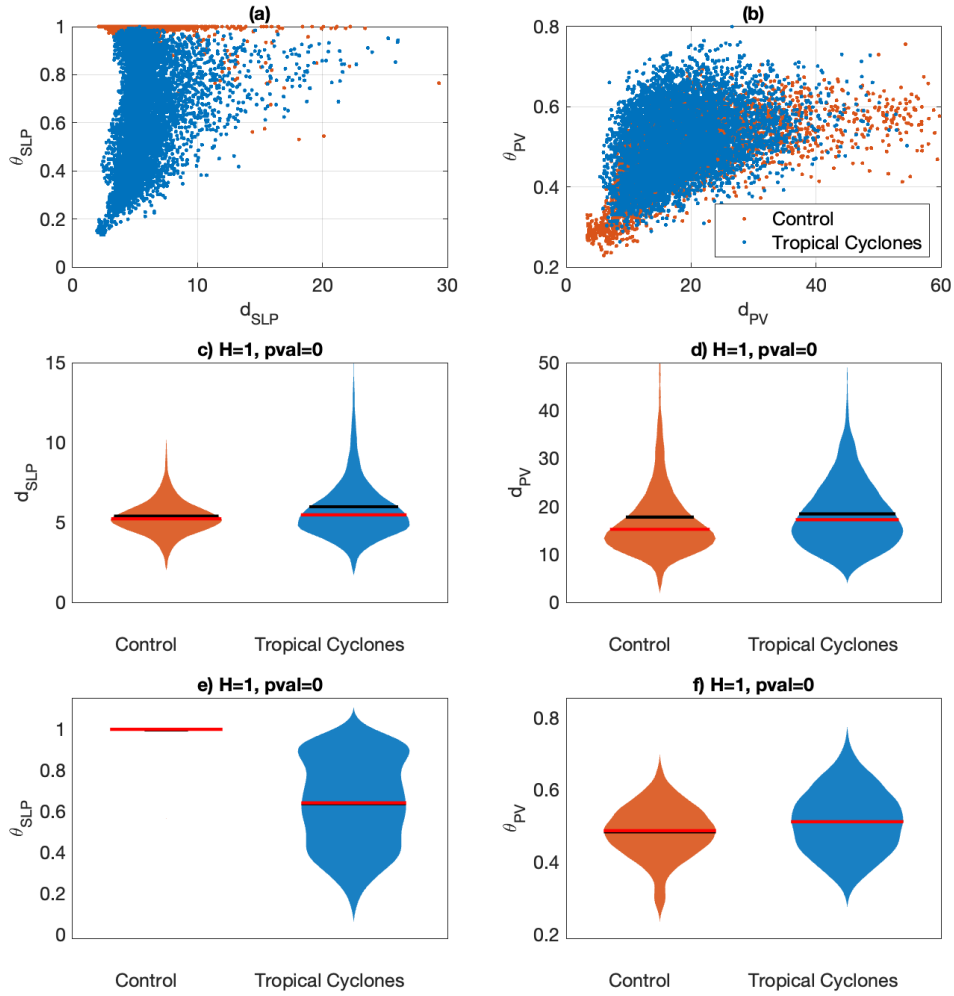 (a)
1
0.8
0.6
0.4
0.2
0
θSLP
0 10 20 30
dSLP
(b)
0.8
0.6
0.4
0.2
θPV
Control
Tropical Cyclones
0 20 40 60
dPV
c) H=1, pval=0
15
10
5
0
dSLP
Control Tropical Cyclones
d) H=1, pval=0
50
40
30
20
10
0
dPV
Control Tropical Cyclones
e) H=1, pval=0
1
0.8
0.6
0.4
0.2
0
θSLP
Control Tropical Cyclones
f) H=1, pval=0
0.8
0.6
0.4
0.2
θPV
Control Tropical Cyclones